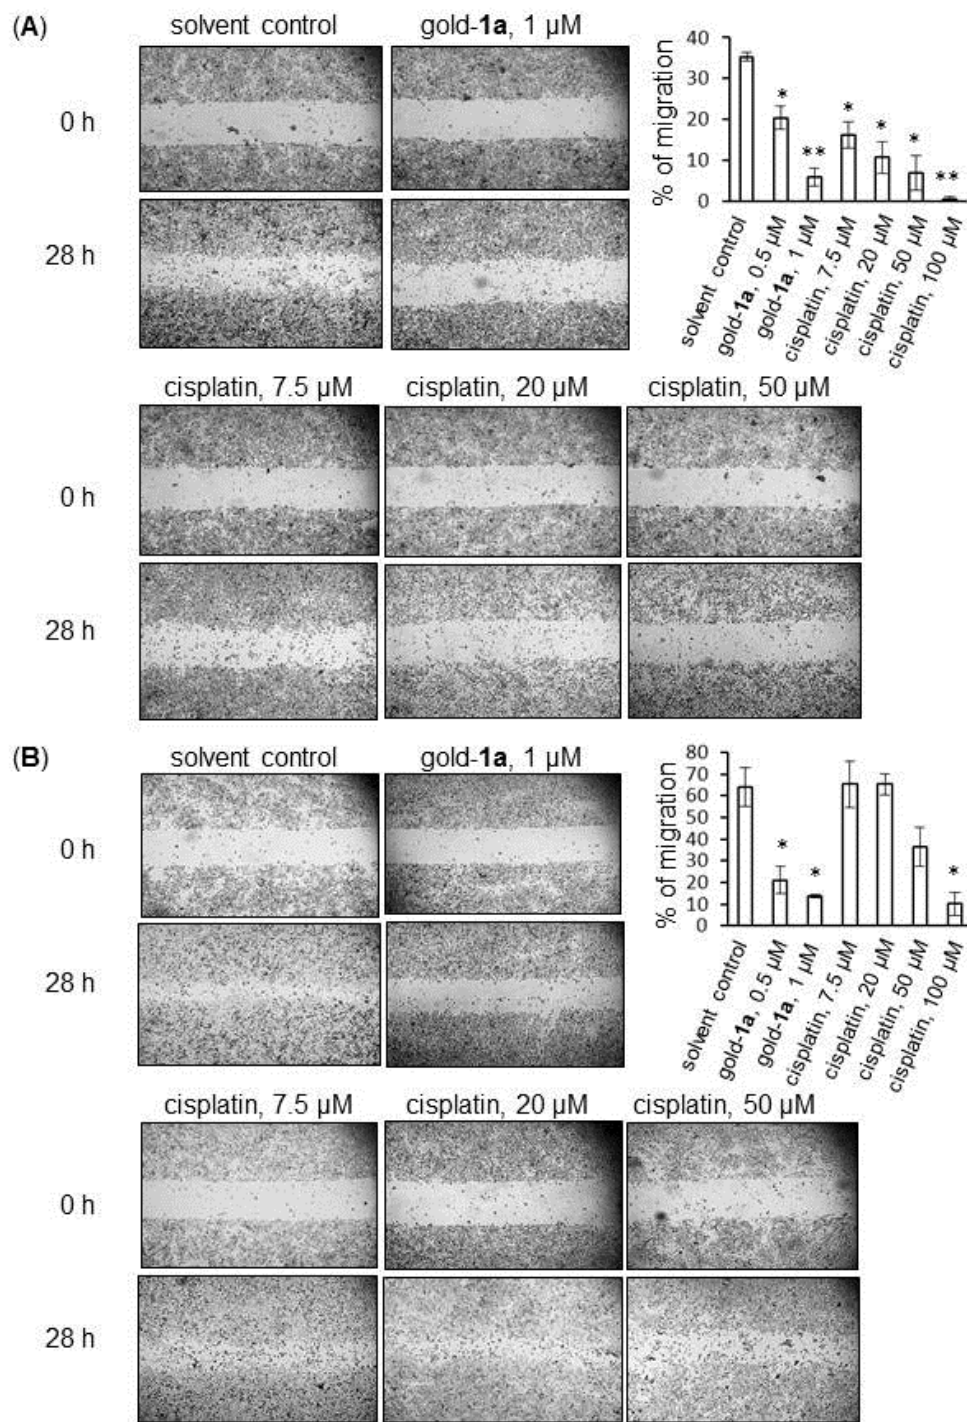 (A)
solvent control
gold-1a, 1 µM
0 h
28 h
% of migration
40
30
20
10
0
*
**
*
*
*
**
solvent control
gold-1a, 0.5 µM
gold-1a, 1 µM
cisplatin, 7.5 µM
cisplatin, 20 µM
cisplatin, 50 µM
cisplatin, 100 µM
cisplatin, 7.5 µM
cisplatin, 20 µM
cisplatin, 50 µM
0 h
28 h
(B)
solvent control
gold-1a, 1 µM
0 h
28 h
% of migration
80
70
60
50
40
30
20
10
0
*
*
*
solvent control
gold-1a, 0.5 µM
gold-1a, 1 µM
cisplatin, 7.5 µM
cisplatin, 20 µM
cisplatin, 50 µM
cisplatin, 100 µM
cisplatin, 7.5 µM
cisplatin, 20 µM
cisplatin, 50 µM
0 h
28 h